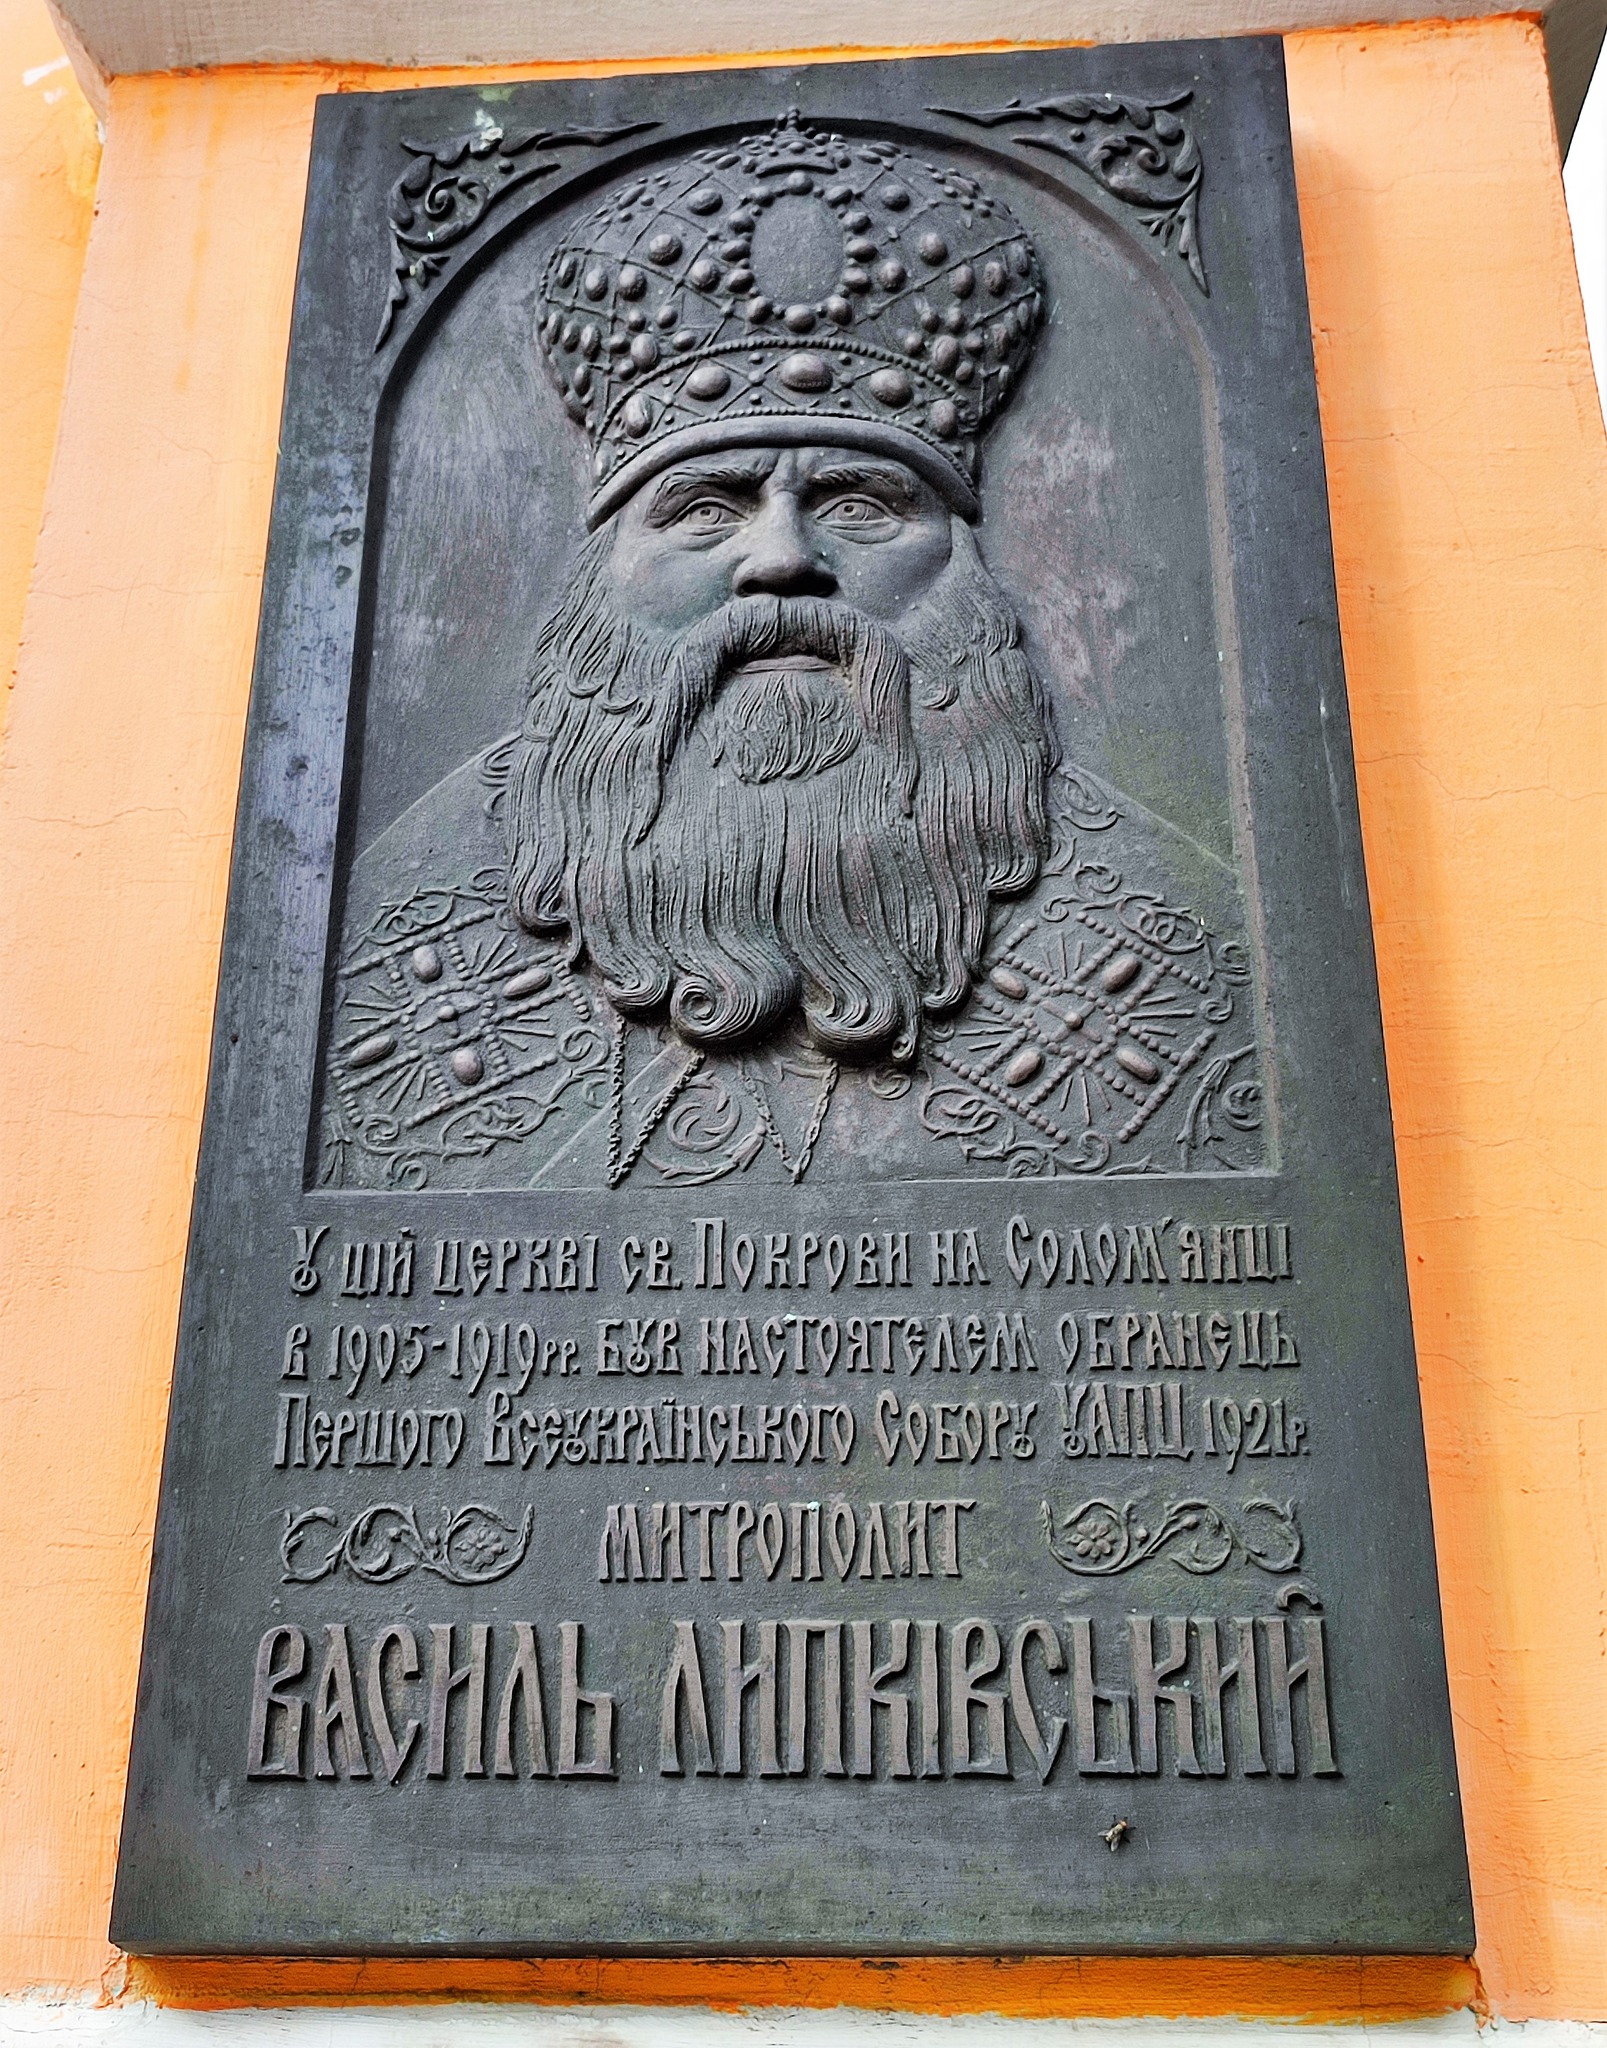 У ЦІЙ ЦЕРКВІ СВ. ПОКРОВИ НА СОЛОМ'ЯНЦІ
В 1905-1919РР. БУВ НАСТОЯТЕЛЕМ ОБРАНЕЦЬ
ПЕРШОГО ВСЕУКРАЇНСЬКОГО СОБОРУ УАПЦ 1921Р.
МИТРОПОЛИТ
ВАСИЛЬ ЛИПКІВСЬКИЙ